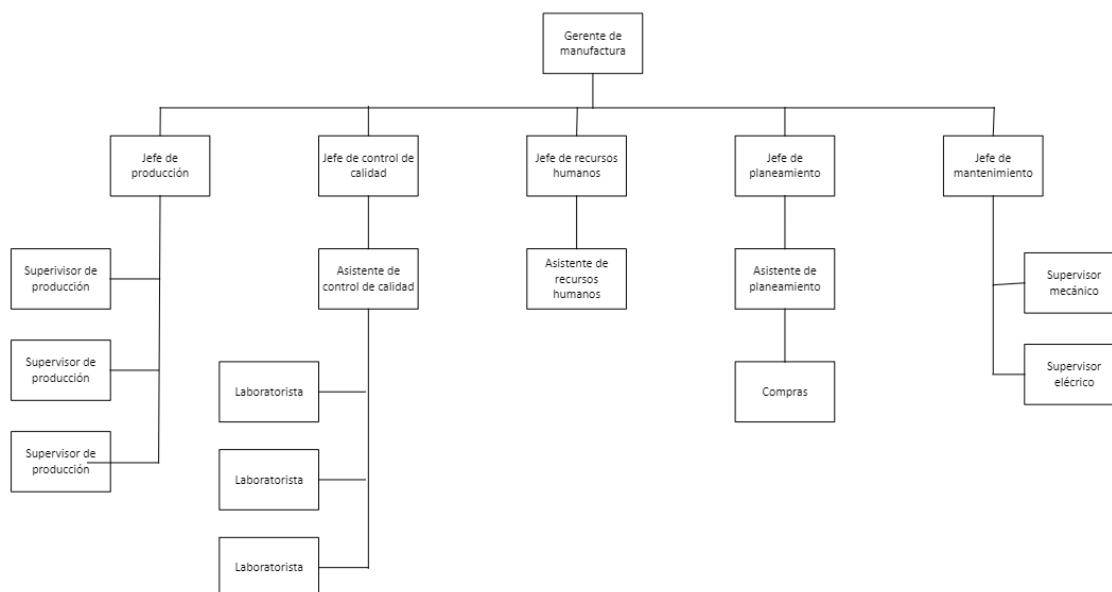 Gerente de
manufactura
Jefe de
producción
Jefe de control de
calidad
Jefe de recursos
humanos
Jefe de
planeamiento
Jefe de
mantenimiento
Superivisor de
producción
Asistente de
control de calidad
Asistente de
recursos
humanos
Asistente de
planeamiento
Supervisor
mecánico
Supervisor de
producción
Laboratorista
Compras
Supervisor
elécrico
Supervisor de
producción
Laboratorista
Laboratorista